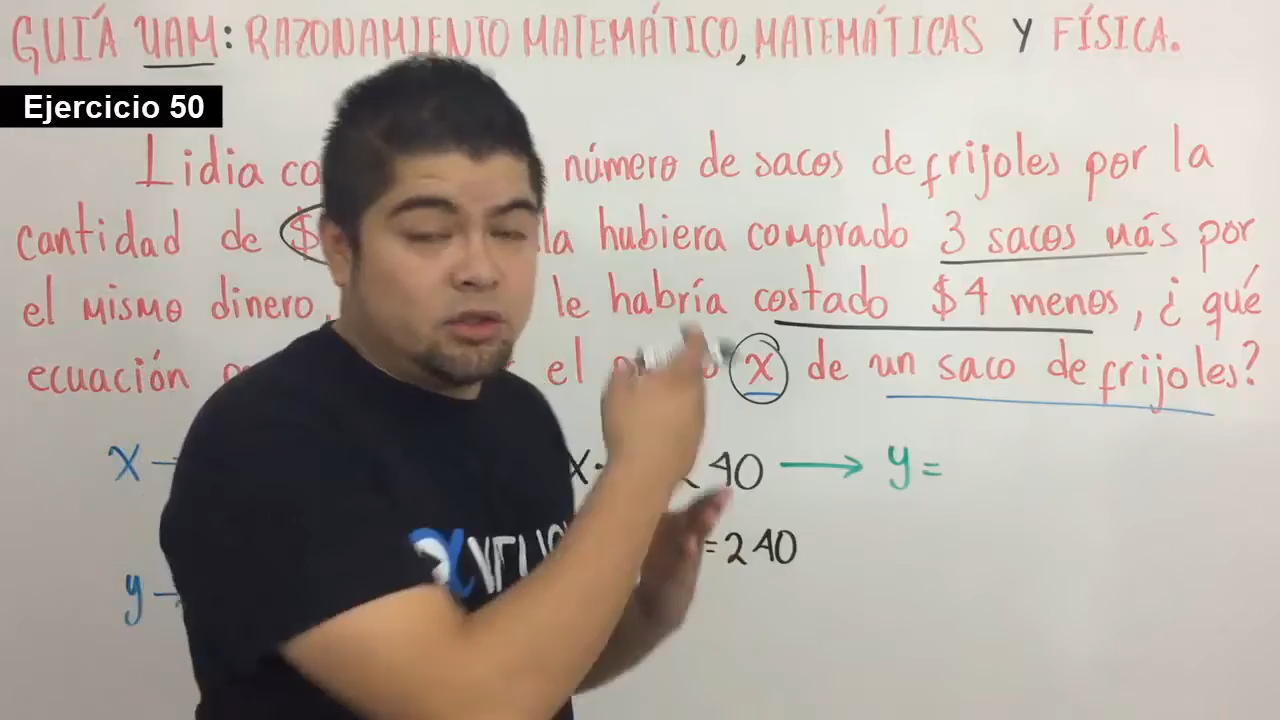 GUÍA UAM: RAZONAMIENTO MATEMÁTICO, MATEMÁTICAS Y FÍSICA.
Ejercicio 50
Lidia número de sacos de frijoles por la
cantidad de $ la hubiera comprado 3 sacos más por
el mismo dinero, le habría costado $4 menos, ¿ qué
ecuación el x de un saco de frijoles?
x 40 → y =
= 240
y